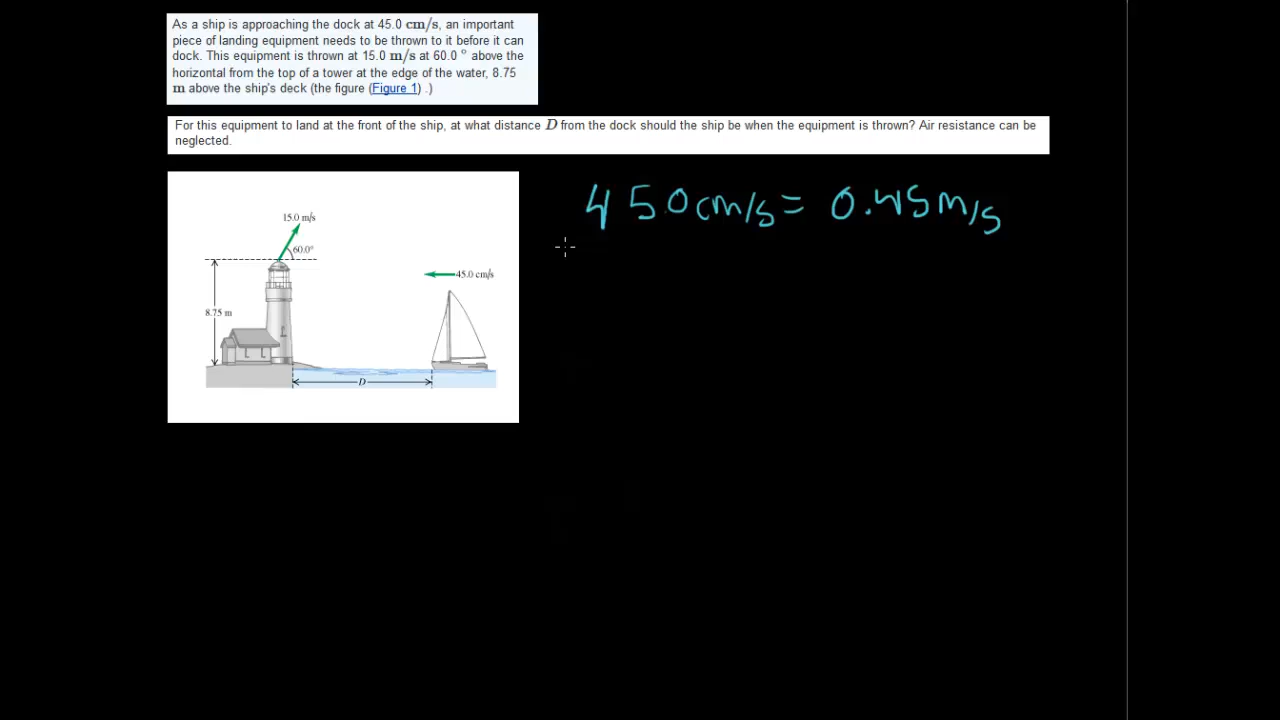 As a ship is approaching the dock at 45.0 cm/s, an important
piece of landing equipment needs to be thrown to it before it can
dock. This equipment is thrown at 15.0 m/s at 60.0 ° above the
horizontal from the top of a tower at the edge of the water, 8.75
m above the ship's deck (the figure (Figure 1) .)
For this equipment to land at the front of the ship, at what distance D from the dock should the ship be when the equipment is thrown? Air resistance can be
neglected.
45.0cm/s = 0.45m/s
15.0 m/s
60.0°
45.0 cm/s
8.75 m
D